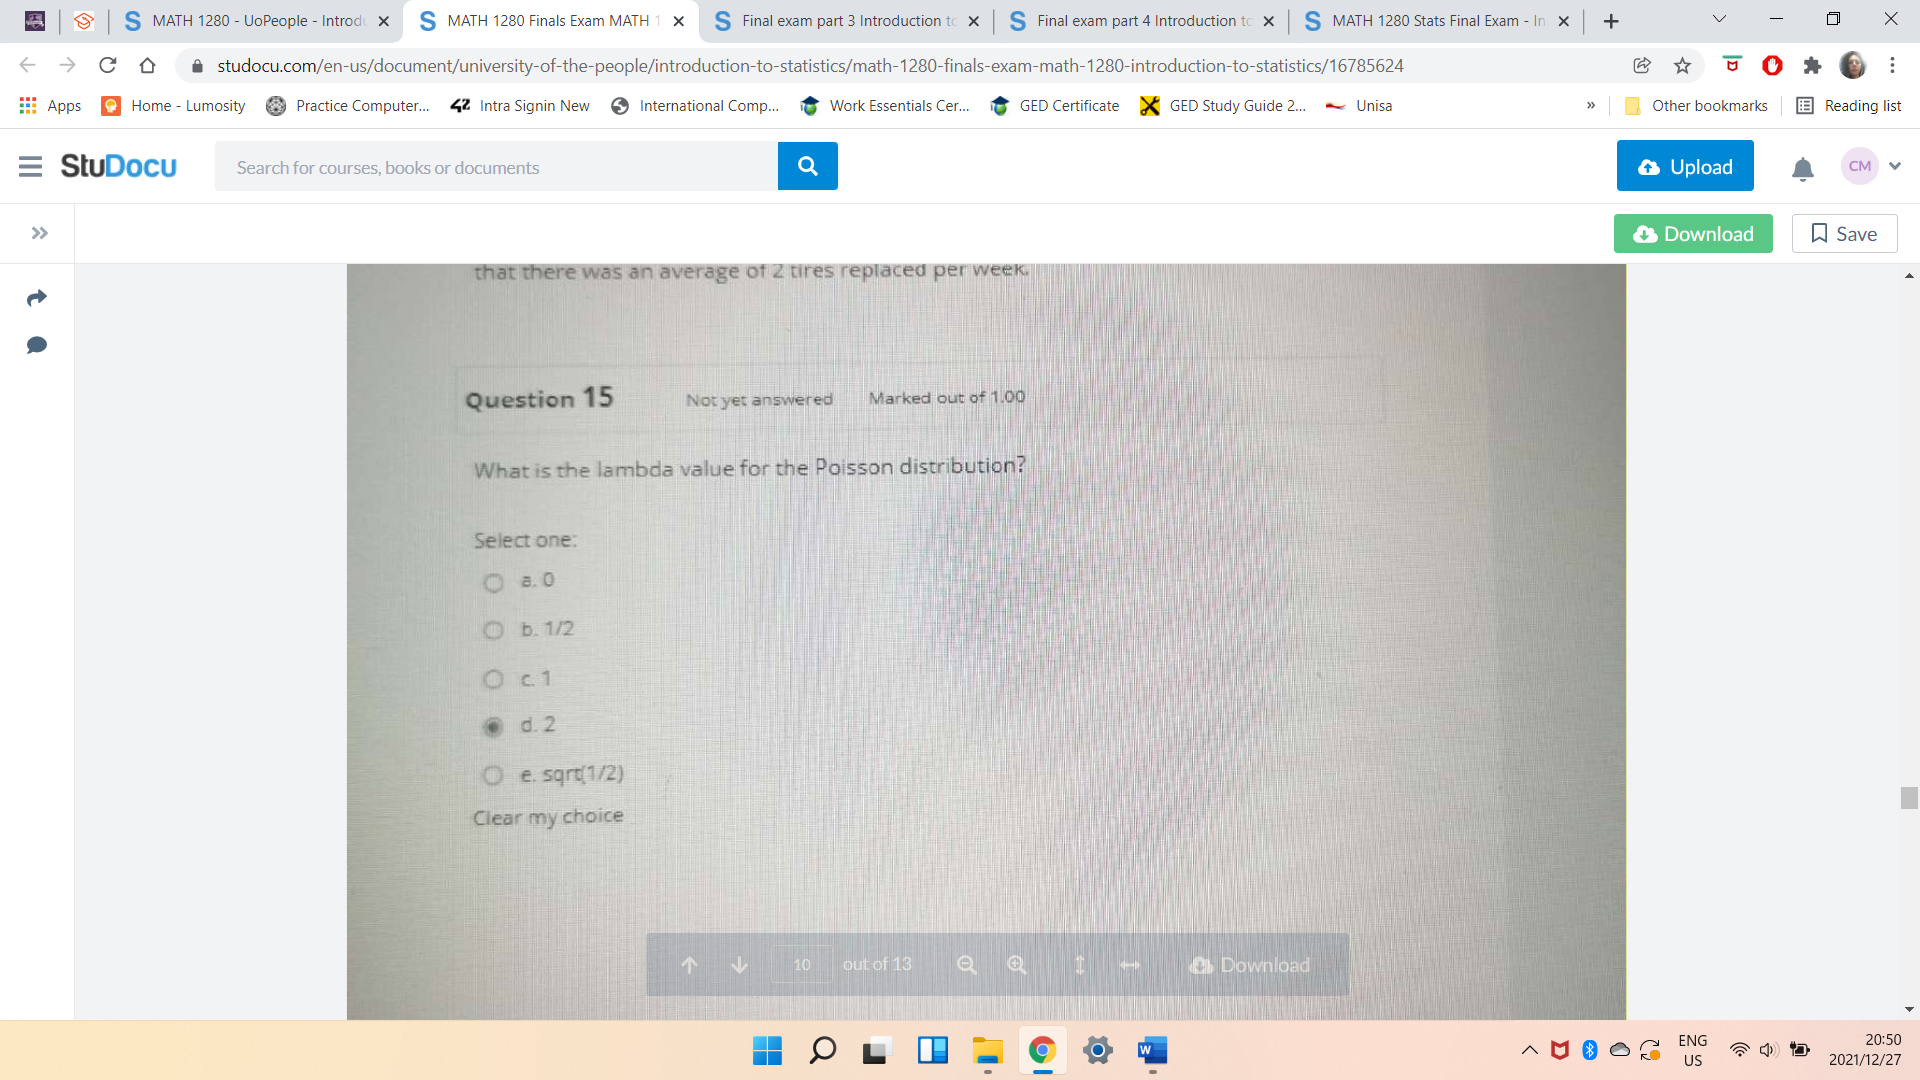 MATH 1280 - UoPeople - Introdu
MATH 1280 Finals Exam MATH 1
Final exam part 3 Introduction to
Final exam part 4 Introduction to
MATH 1280 Stats Final Exam - In
studocu.com/en-us/document/university-of-the-people/introduction-to-statistics/math-1280-finals-exam-math-1280-introduction-to-statistics/16785624
Apps Home - Lumosity Practice Computer... Intra Signin New International Comp... Work Essentials Cer... GED Certificate GED Study Guide 2... Unisa » Other bookmarks Reading list
StuDocu Search for courses, books or documents Upload CM
Download Save
that there was an average of 2 tires replaced per week.
Question 15 Not yet answered Marked out of 1.00
What is the lambda value for the Poisson distribution?
Select one:
a. 0
b. 1/2
c. 1
d. 2
e. sqrt(1/2)
Clear my choice
10 out of 13 Download
ENG 20:50
US 2021/12/27